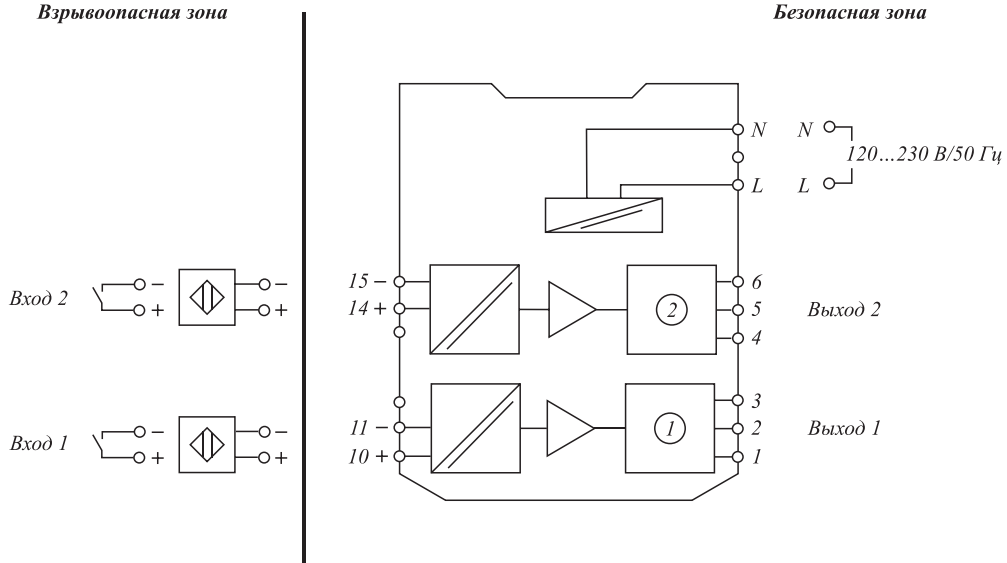 Взрывоопасная зона
Безопасная зона
N N
120...230 В/50 Гц
L L
15 – 6
Вход 2 – – 14 + 5 Выход 2
+ + 2
4
3
11 – 2
Вход 1 – – 1 Выход 1
+ + 10 + 1